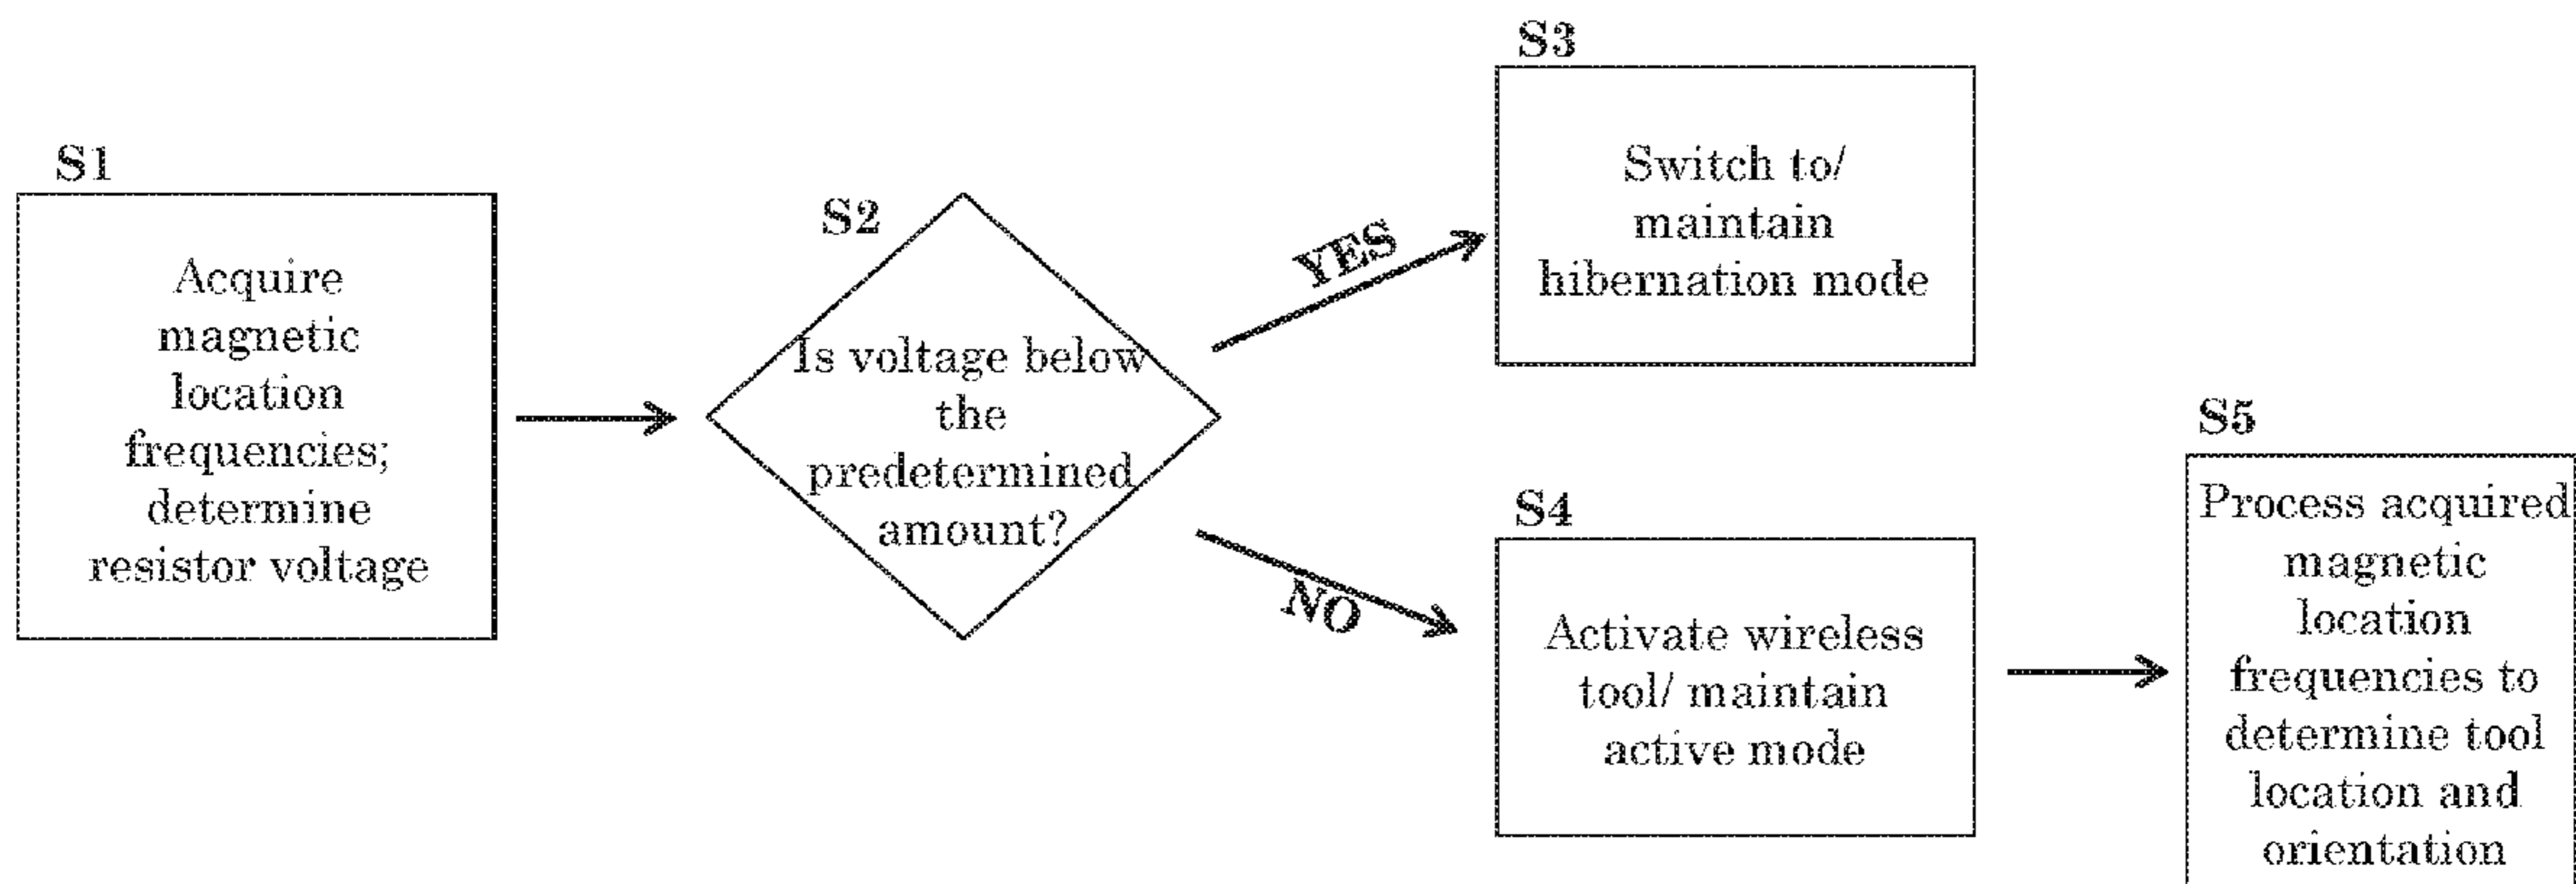 S1
Acquire
magnetic
location
frequencies;
determine
resistor voltage
S2
Is voltage below
the
predetermined
amount?
YES
NO
S3
Switch to/
maintain
hibernation mode
S4
Activate wireless
tool/ maintain
active mode
S5
Process acquired
magnetic
location
frequencies to
determine tool
location and
orientation